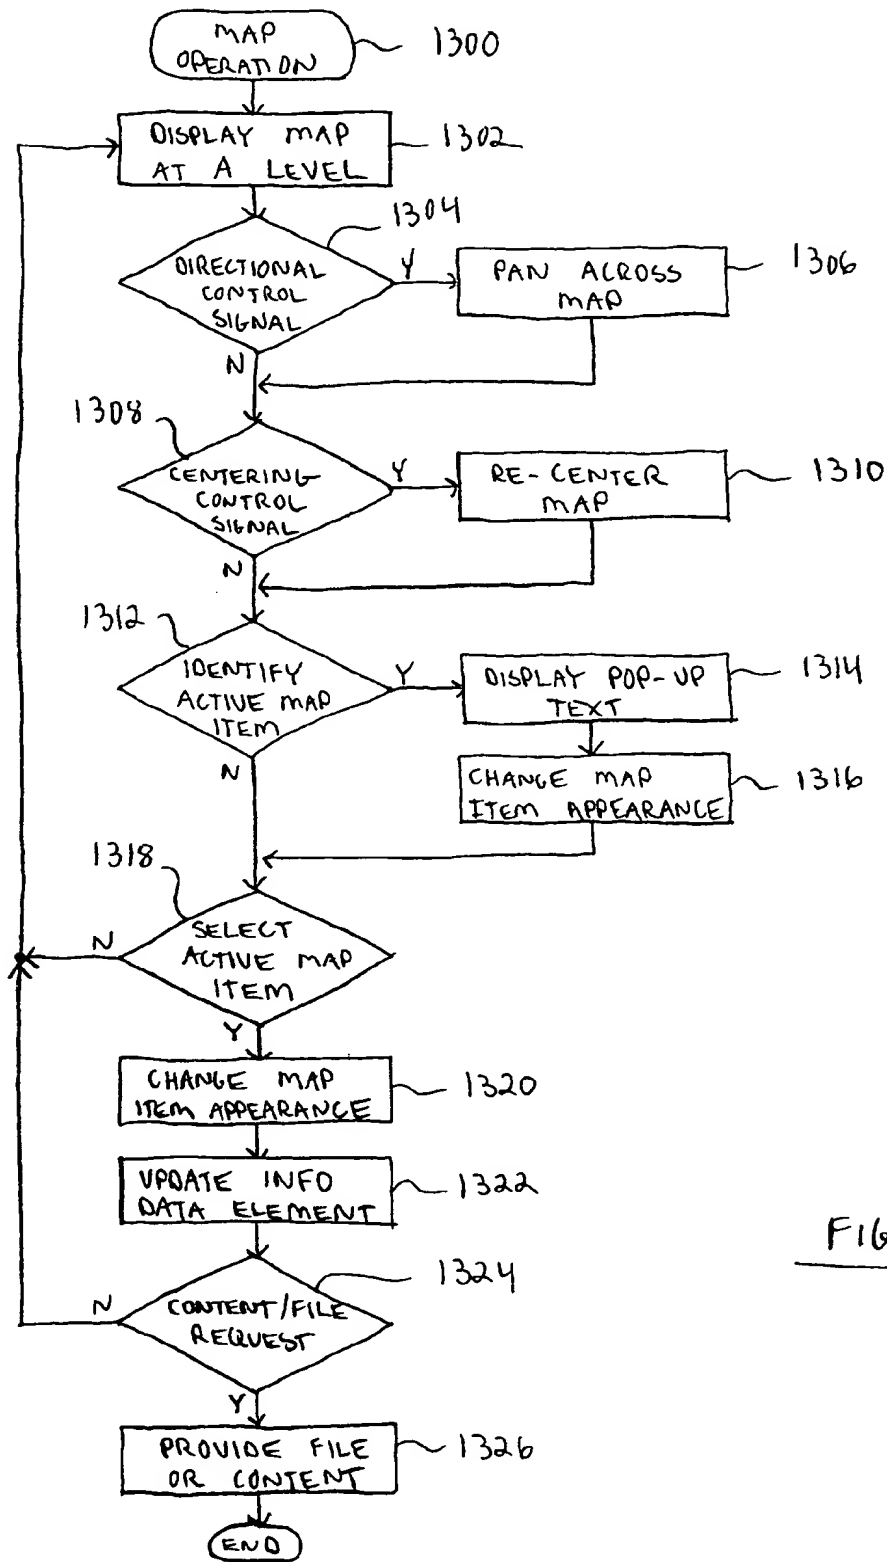 MAP
OPERATION
1300
DISPLAY MAP
AT A LEVEL
1302
1304
DIRECTIONAL
CONTROL
SIGNAL
Y
PAN ACROSS
MAP
1306
N
1308
CENTERING
CONTROL
SIGNAL
Y
RE-CENTER
MAP
1310
N
1312
IDENTIFY
ACTIVE MAP
ITEM
Y
DISPLAY POP-UP
TEXT
1314
N
CHANGE MAP
ITEM APPEARANCE
1316
1318
SELECT
ACTIVE MAP
ITEM
N
Y
CHANGE MAP
ITEM APPEARANCE
1320
UPDATE INFO
DATA ELEMENT
1322
1324
CONTENT/FILE
REQUEST
N
Y
PROVIDE FILE
OR CONTENT
1326
END
FIG